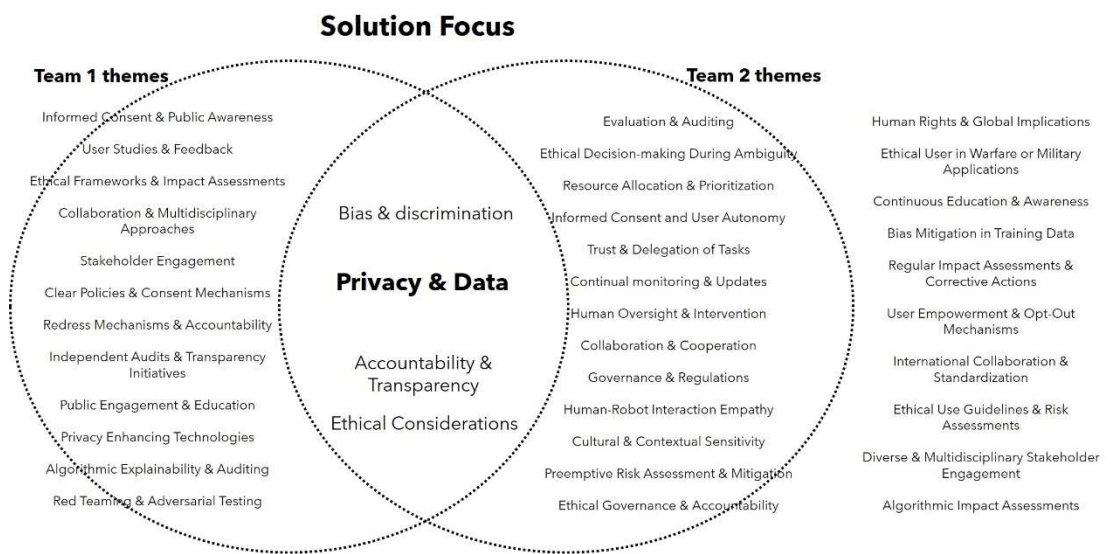 Solution Focus
Team 1 themes
Informed Consent & Public Awareness
User Studies & Feedback
Ethical Frameworks & Impact Assessments
Collaboration & Multidisciplinary
Approaches
Stakeholder Engagement
Clear Policies & Consent Mechanisms
Redress Mechanisms & Accountability
Independent Audits & Transparency
Initiatives
Public Engagement & Education
Privacy Enhancing Technologies
Algorithmic Explainability & Auditing
Red Teaming & Adversarial Testing
Bias & discrimination
Privacy & Data
Accountability &
Transparency
Ethical Considerations
Team 2 themes
Evaluation & Auditing
Ethical Decision-making During Ambiguity
Resource Allocation & Prioritization
Informed Consent and User Autonomy
Trust & Delegation of Tasks
Continual monitoring & Updates
Human Oversight & Intervention
Collaboration & Cooperation
Governance & Regulations
Human-Robot Interaction Empathy
Cultural & Contextual Sensitivity
Preemptive Risk Assessment & Mitigation
Ethical Governance & Accountability
Human Rights & Global Implications
Ethical User in Warfare or Military
Applications
Continuous Education & Awareness
Bias Mitigation in Training Data
Regular Impact Assessments &
Corrective Actions
User Empowerment & Opt-Out
Mechanisms
International Collaboration &
Standardization
Ethical Use Guidelines & Risk
Assessments
Diverse & Multidisciplinary Stakeholder
Engagement
Algorithmic Impact Assessments